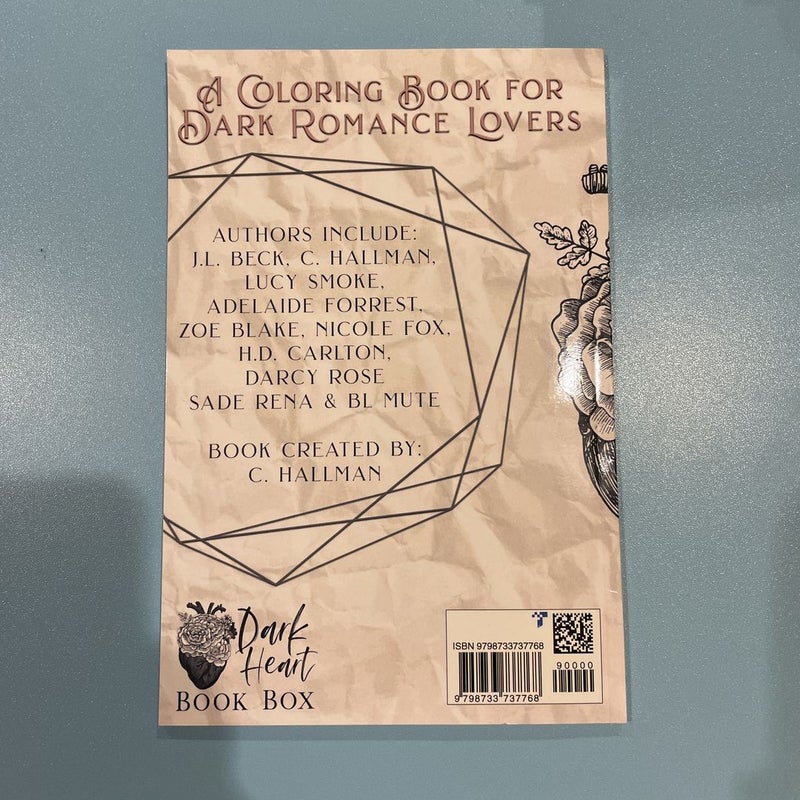 A Coloring Book for
Dark Romance Lovers
AUTHORS INCLUDE:
J.L. BECK, C. HALLMAN,
LUCY SMOKE,
ADELAIDE FORREST,
ZOE BLAKE, NICOLE FOX,
H.D. CARLTON,
DARCY ROSE
SADE RENA & BL MUTE
BOOK CREATED BY:
C. HALLMAN
Dark
Heart
BOOK BOX
ISBN 9798733737768
90000
9 798733 737768